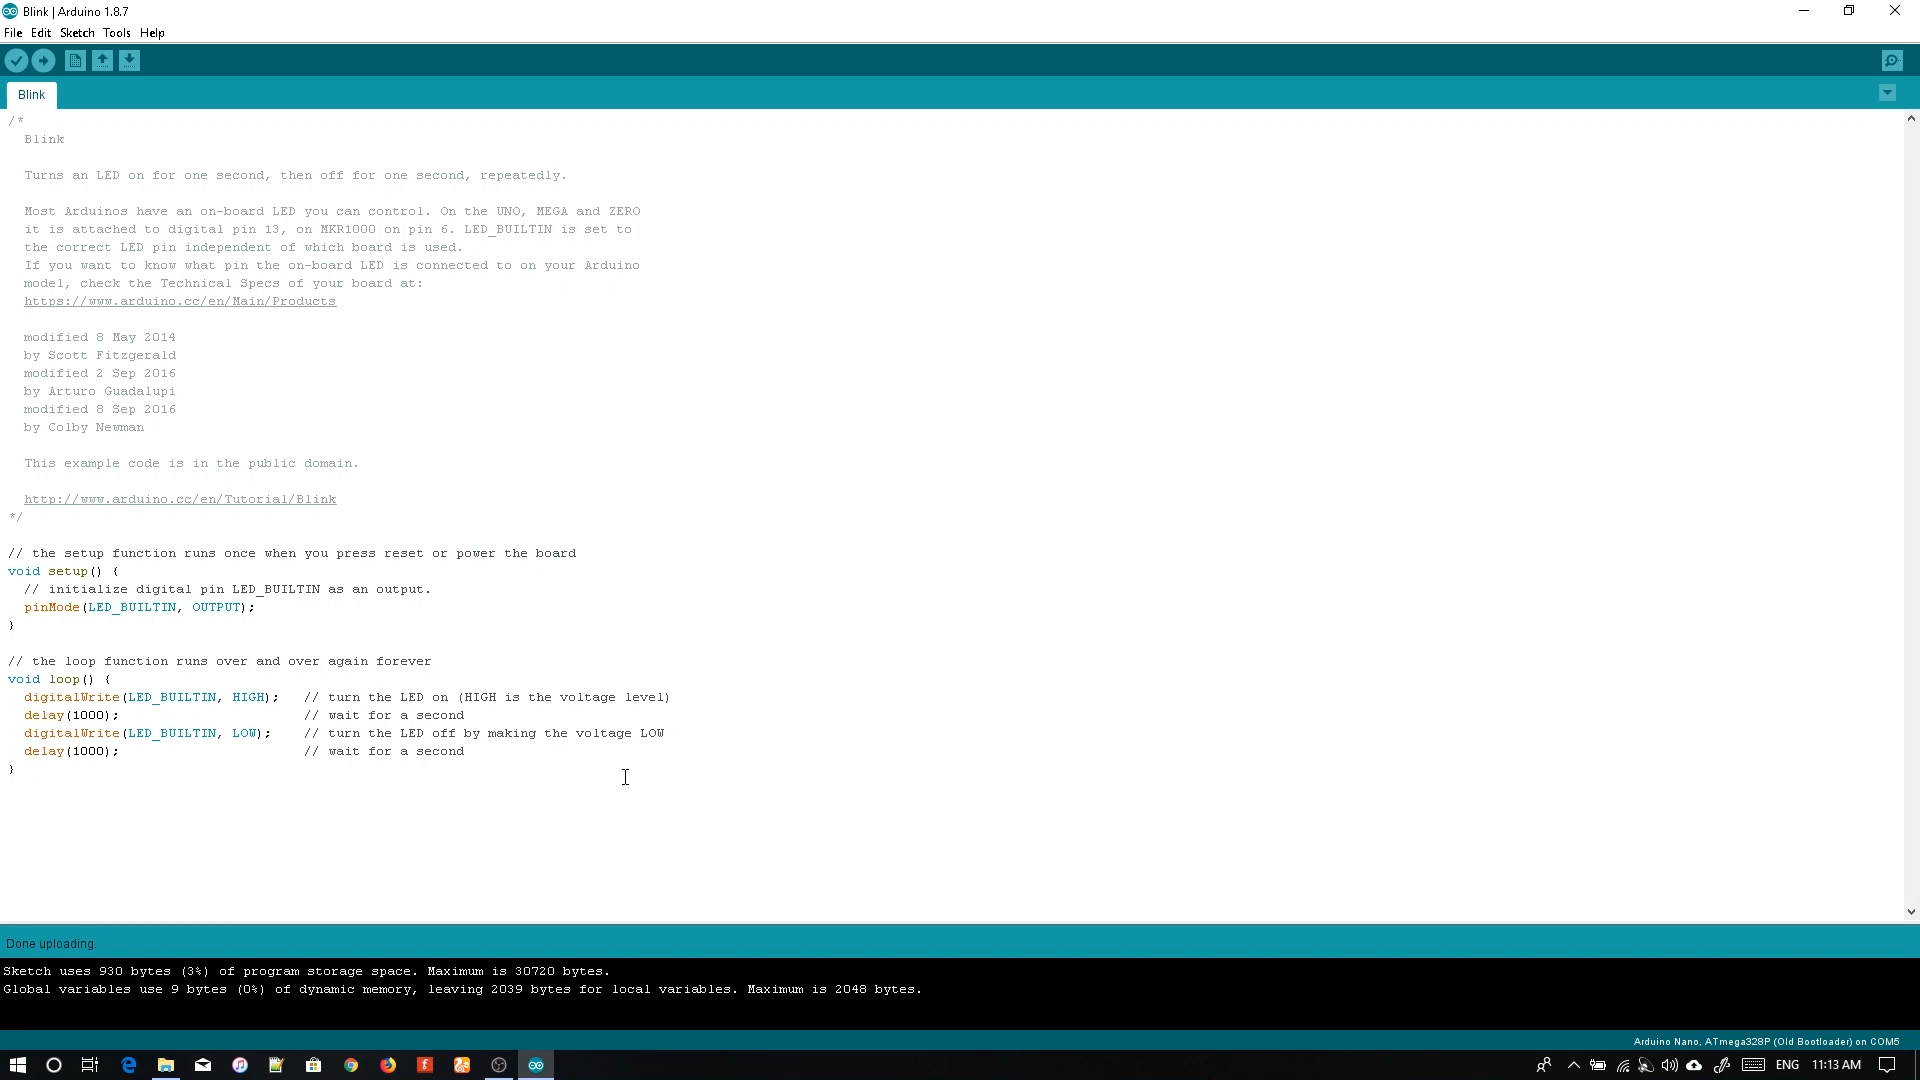 Blink | Arduino 1.8.7
File Edit Sketch Tools Help
Blink
/*
  Blink

  Turns an LED on for one second, then off for one second, repeatedly.

  Most Arduinos have an on-board LED you can control. On the UNO, MEGA and ZERO
  it is attached to digital pin 13, on MKR1000 on pin 6. LED_BUILTIN is set to
  the correct LED pin independent of which board is used.
  If you want to know what pin the on-board LED is connected to on your Arduino
  model, check the Technical Specs of your board at:
  https://www.arduino.cc/en/Main/Products

  modified 8 May 2014
  by Scott Fitzgerald
  modified 2 Sep 2016
  by Arturo Guadalupi
  modified 8 Sep 2016
  by Colby Newman

  This example code is in the public domain.

  http://www.arduino.cc/en/Tutorial/Blink
*/

// the setup function runs once when you press reset or power the board
void setup() {
  // initialize digital pin LED_BUILTIN as an output.
  pinMode(LED_BUILTIN, OUTPUT);
}

// the loop function runs over and over again forever
void loop() {
  digitalWrite(LED_BUILTIN, HIGH);   // turn the LED on (HIGH is the voltage level)
  delay(1000);                       // wait for a second
  digitalWrite(LED_BUILTIN, LOW);    // turn the LED off by making the voltage LOW
  delay(1000);                       // wait for a second
}
Done uploading.
Sketch uses 930 bytes (3%) of program storage space. Maximum is 30720 bytes.
Global variables use 9 bytes (0%) of dynamic memory, leaving 2039 bytes for local variables. Maximum is 2048 bytes.
Arduino Nano, ATmega328P (Old Bootloader) on COM5
ENG 11:13 AM